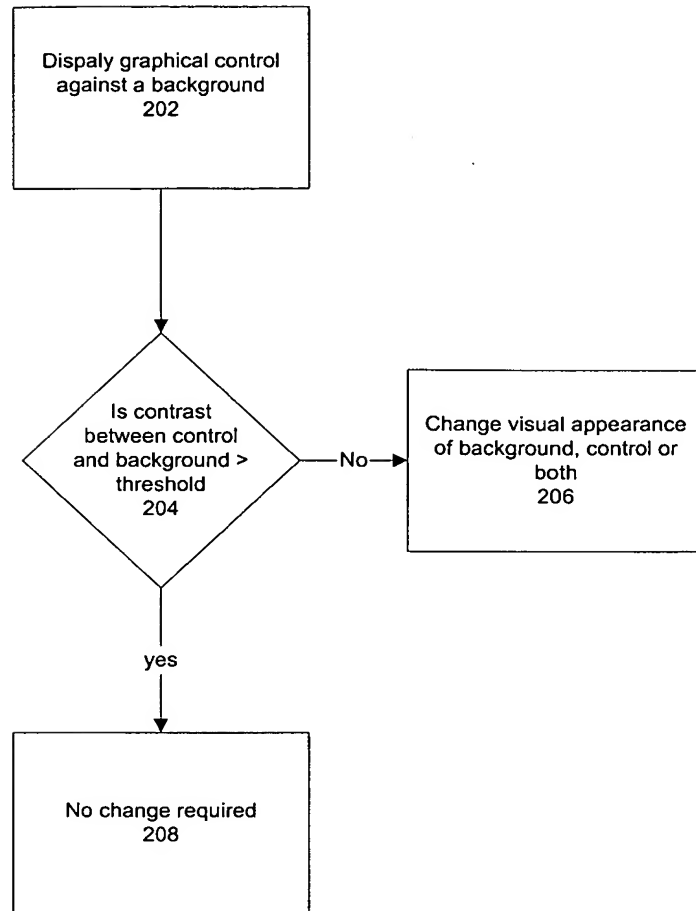 Dispaly graphical control
against a background
202
Is contrast
between control
and background >
threshold
204
No
Change visual appearance
of background, control or
both
206
yes
No change required
208